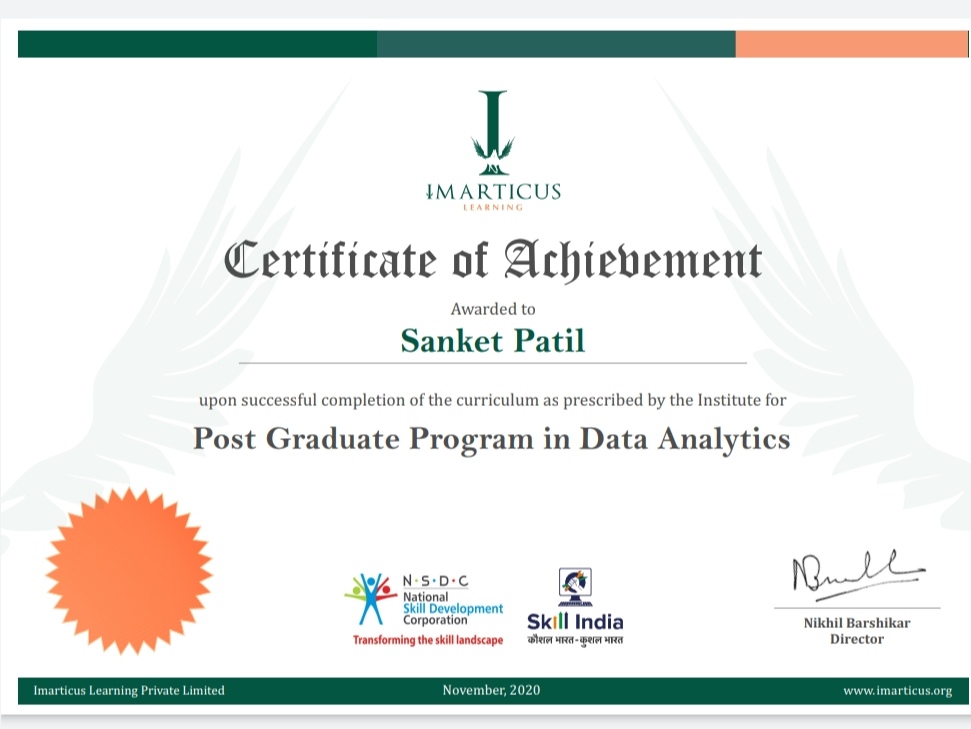 IMARTICUS
LEARNING
Certificate of Achievement
Awarded to
Sanket Patil
upon successful completion of the curriculum as prescribed by the Institute for
Post Graduate Program in Data Analytics
N·S·D·C
National
Skill Development
Corporation
Transforming the skill landscape
Skill India
कौशल भारत - कुशल भारत
Nikhil Barshikar
Director
Imarticus Learning Private Limited
November, 2020
www.imarticus.org